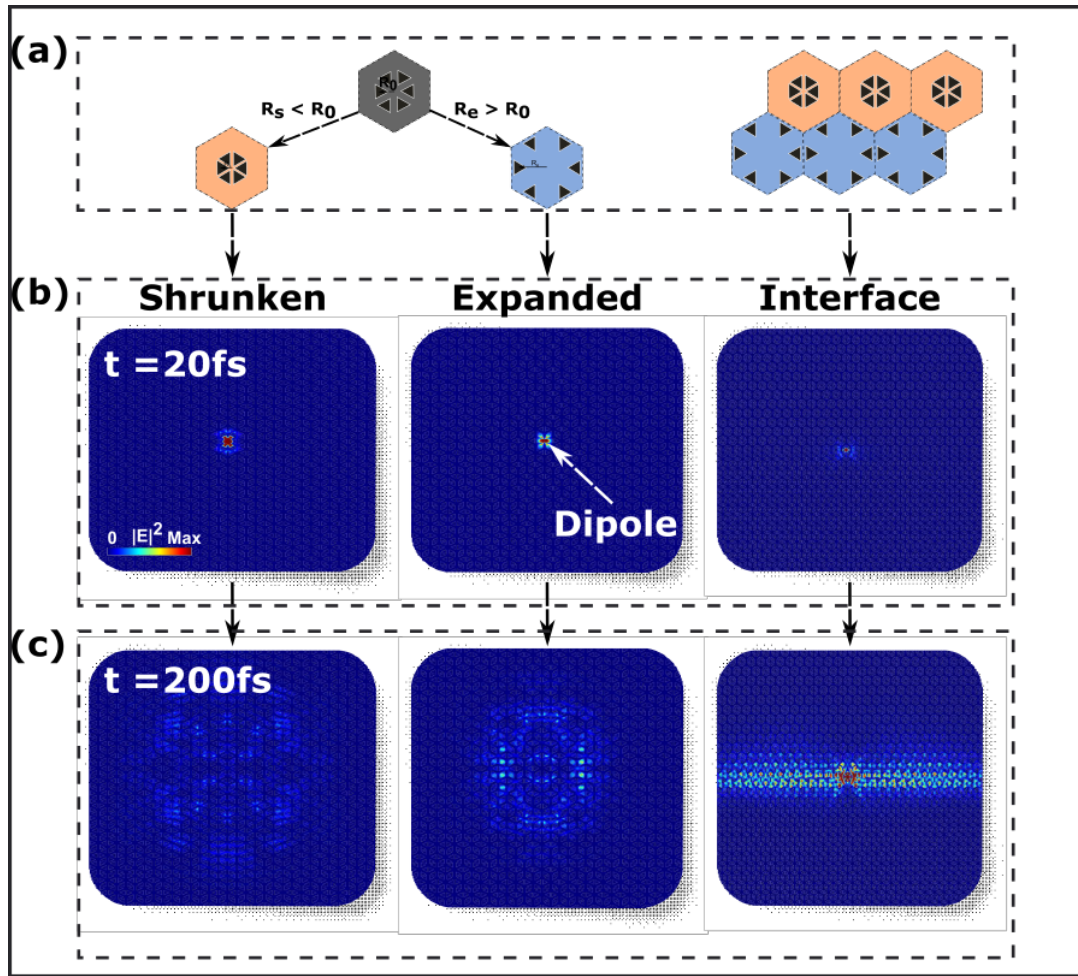 (a)
R0
Rs < R0
Re > R0
(b)
Shrunken
Expanded
Interface
t =20fs
Dipole
0 |E|2 Max
(c)
t =200fs